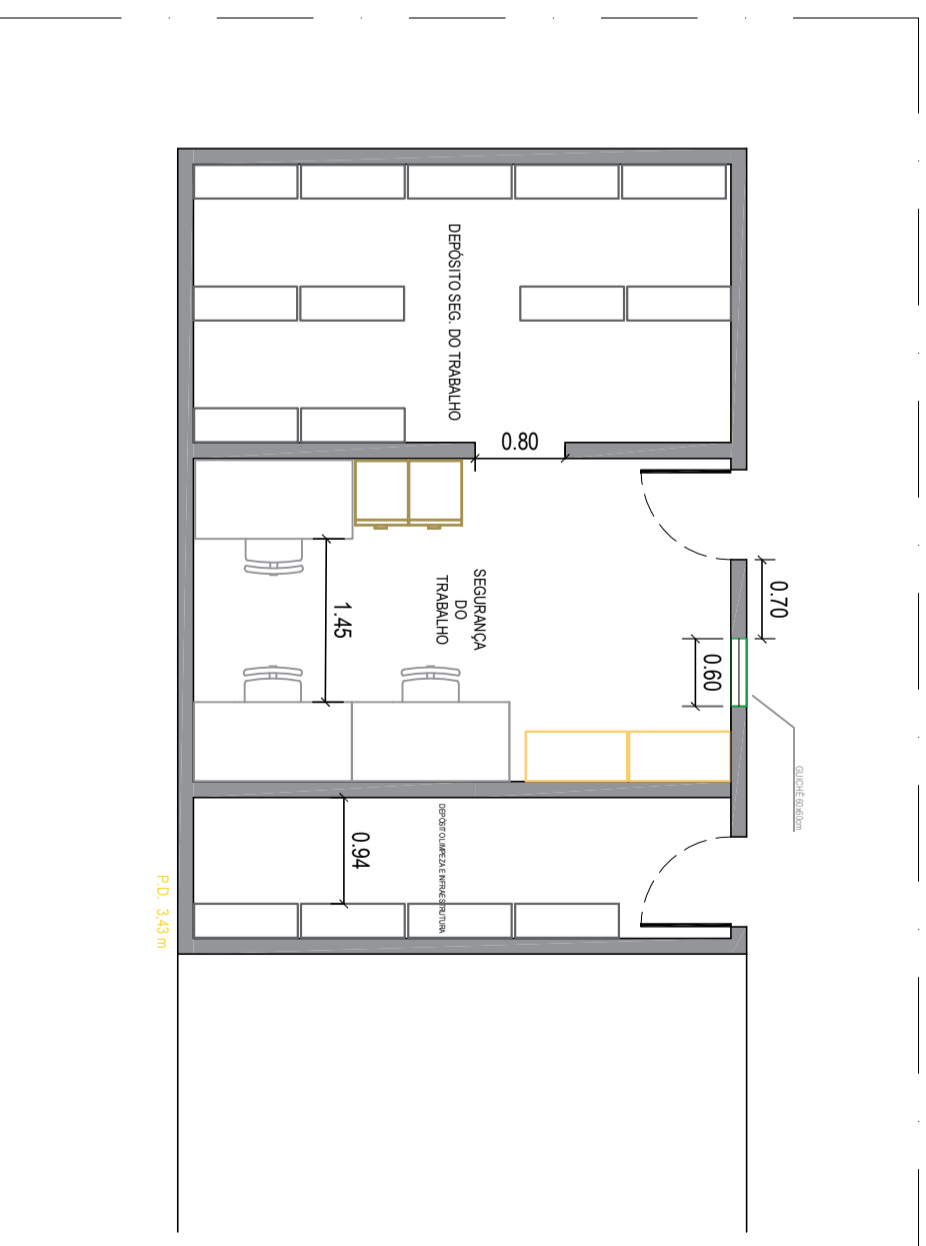 DEPÓSITO SEG. DO TRABALHO
0.80
0.70
SEGURANÇA
DO
TRABALHO
1.45
0.60
GUICHÊ 60x60cm
DEPÓSITO LIMPEZA E INFRAESTRUTURA
0.94
P.D. 3,43 m